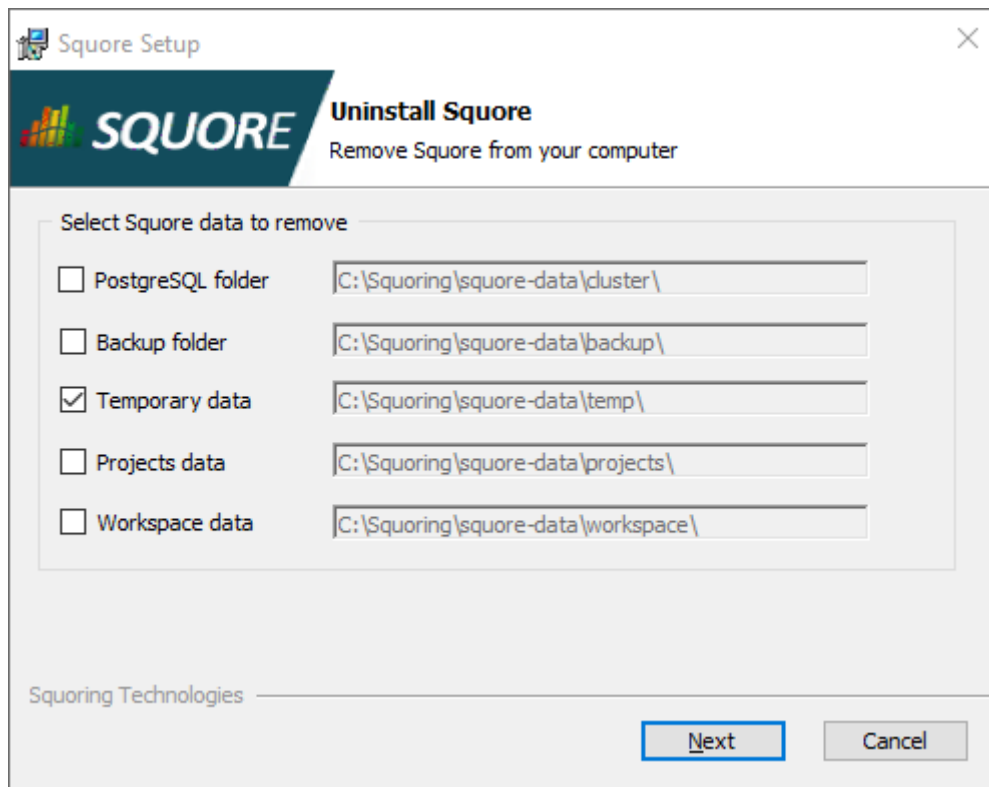 Squore Setup
SQUORE
Uninstall Squore
Remove Squore from your computer
Select Squore data to remove
PostgreSQL folder C:\Squoring\squore-data\cluster\
Backup folder C:\Squoring\squore-data\backup\
Temporary data C:\Squoring\squore-data\temp\
Projects data C:\Squoring\squore-data\projects\
Workspace data C:\Squoring\squore-data\workspace\
Squoring Technologies
Next Cancel